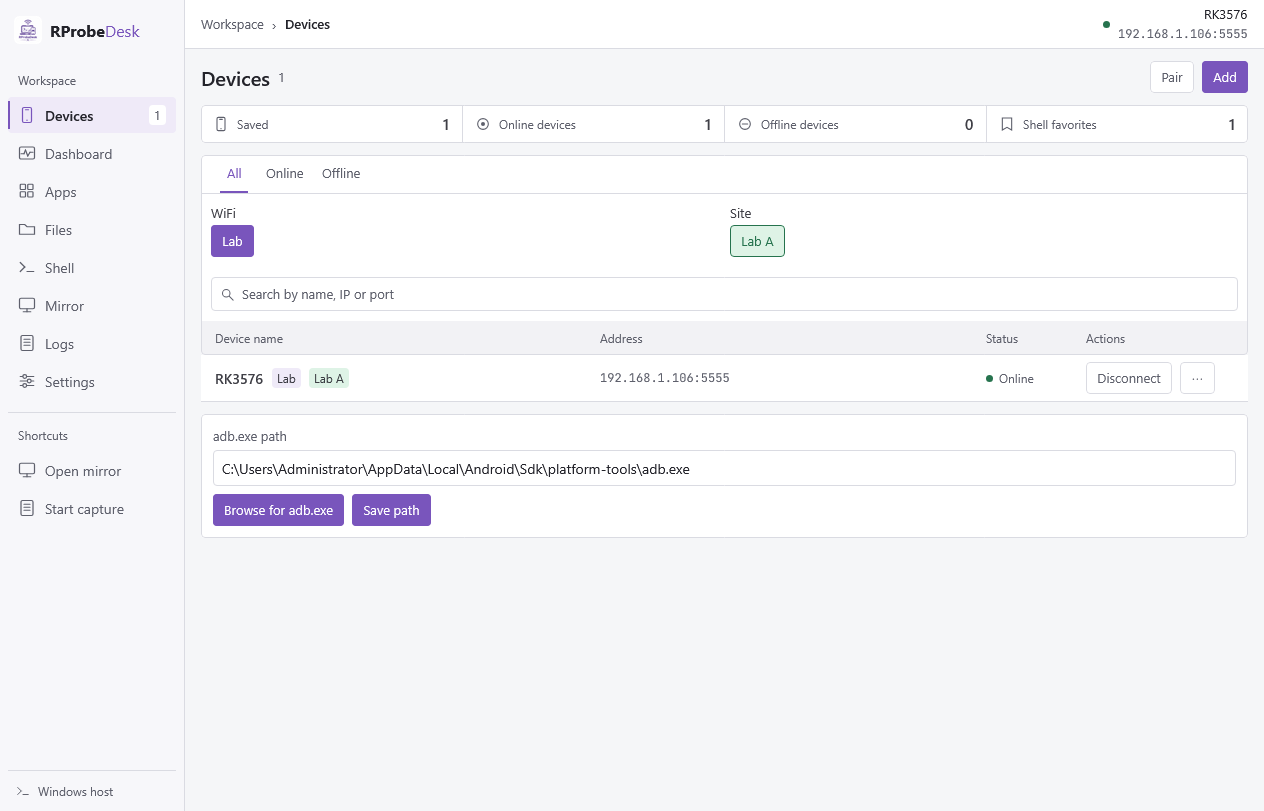 RProbeDesk
Workspace
Devices 1
Dashboard
Apps
Files
Shell
Mirror
Logs
Settings
Shortcuts
Open mirror
Start capture
Windows host
Workspace › Devices
RK3576
192.168.1.106:5555
Devices 1
Pair Add
Saved 1 Online devices 1 Offline devices 0 Shell favorites 1
All Online Offline
WiFi Site
Lab Lab A
Search by name, IP or port
Device name Address Status Actions
RK3576 Lab Lab A 192.168.1.106:5555 Online Disconnect ...
adb.exe path
C:\Users\Administrator\AppData\Local\Android\Sdk\platform-tools\adb.exe
Browse for adb.exe Save path